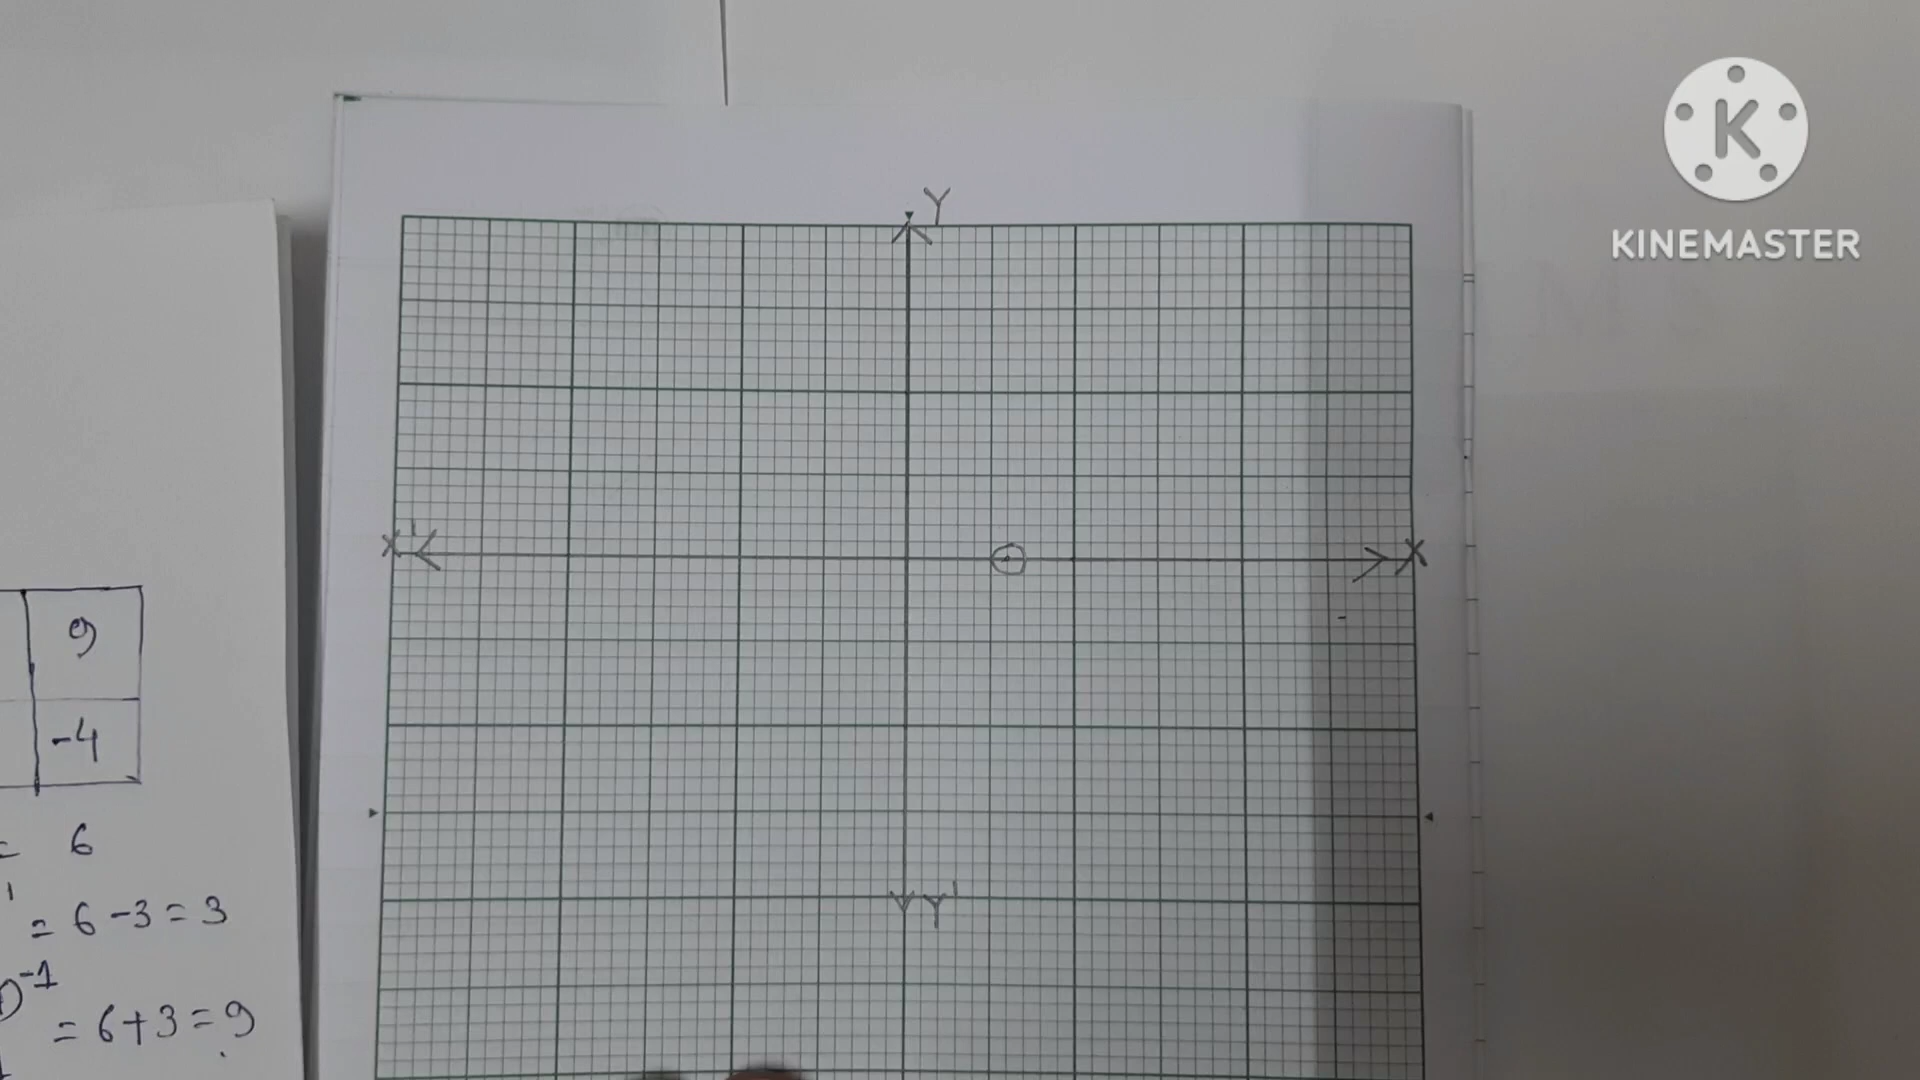 K
KINEMASTER
Y
X'
X
9
-4
= 6
= 6-3=3
-1
= 6+3=9
Y'